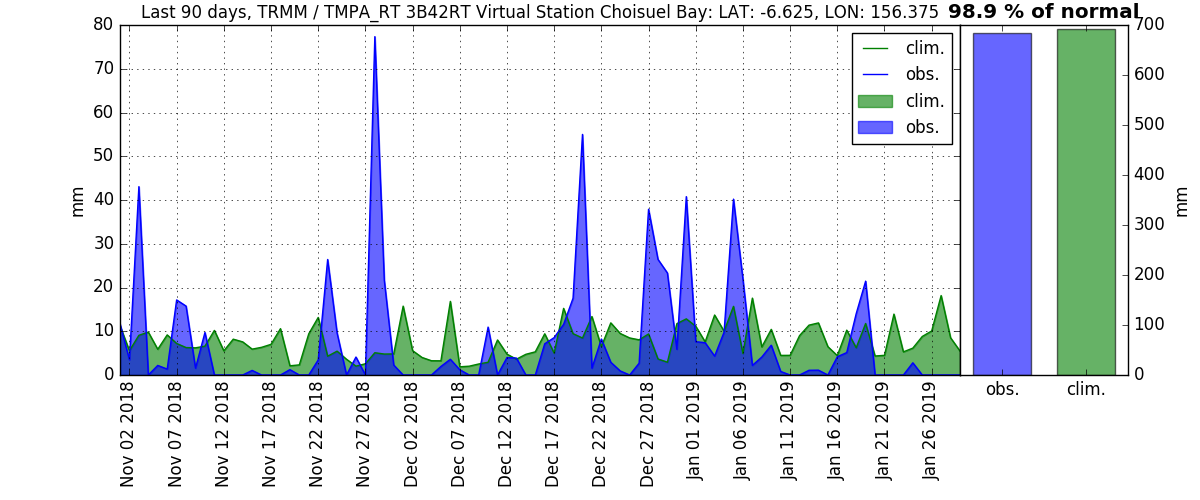 Last 90 days, TRMM / TMPA_RT 3B42RT Virtual Station Choisuel Bay: LAT: -6.625, LON: 156.375
98.9 % of normal
80
70
60
50
40
30
20
10
0
mm
clim.
obs.
clim.
obs.
Nov 02 2018
Nov 07 2018
Nov 12 2018
Nov 17 2018
Nov 22 2018
Nov 27 2018
Dec 02 2018
Dec 07 2018
Dec 12 2018
Dec 17 2018
Dec 22 2018
Dec 27 2018
Jan 01 2019
Jan 06 2019
Jan 11 2019
Jan 16 2019
Jan 21 2019
Jan 26 2019
700
600
500
400
300
200
100
0
mm
obs.
clim.